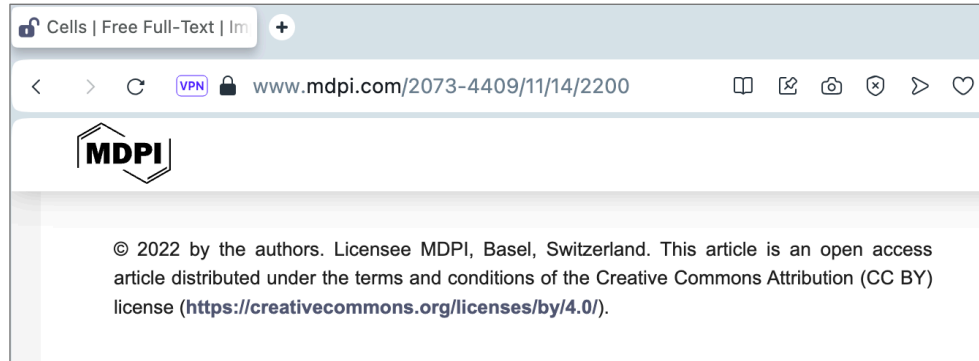 Cells | Free Full-Text | Im
VPN www.mdpi.com/2073-4409/11/14/2200
MDPI
© 2022 by the authors. Licensee MDPI, Basel, Switzerland. This article is an open access
article distributed under the terms and conditions of the Creative Commons Attribution (CC BY)
license (https://creativecommons.org/licenses/by/4.0/).